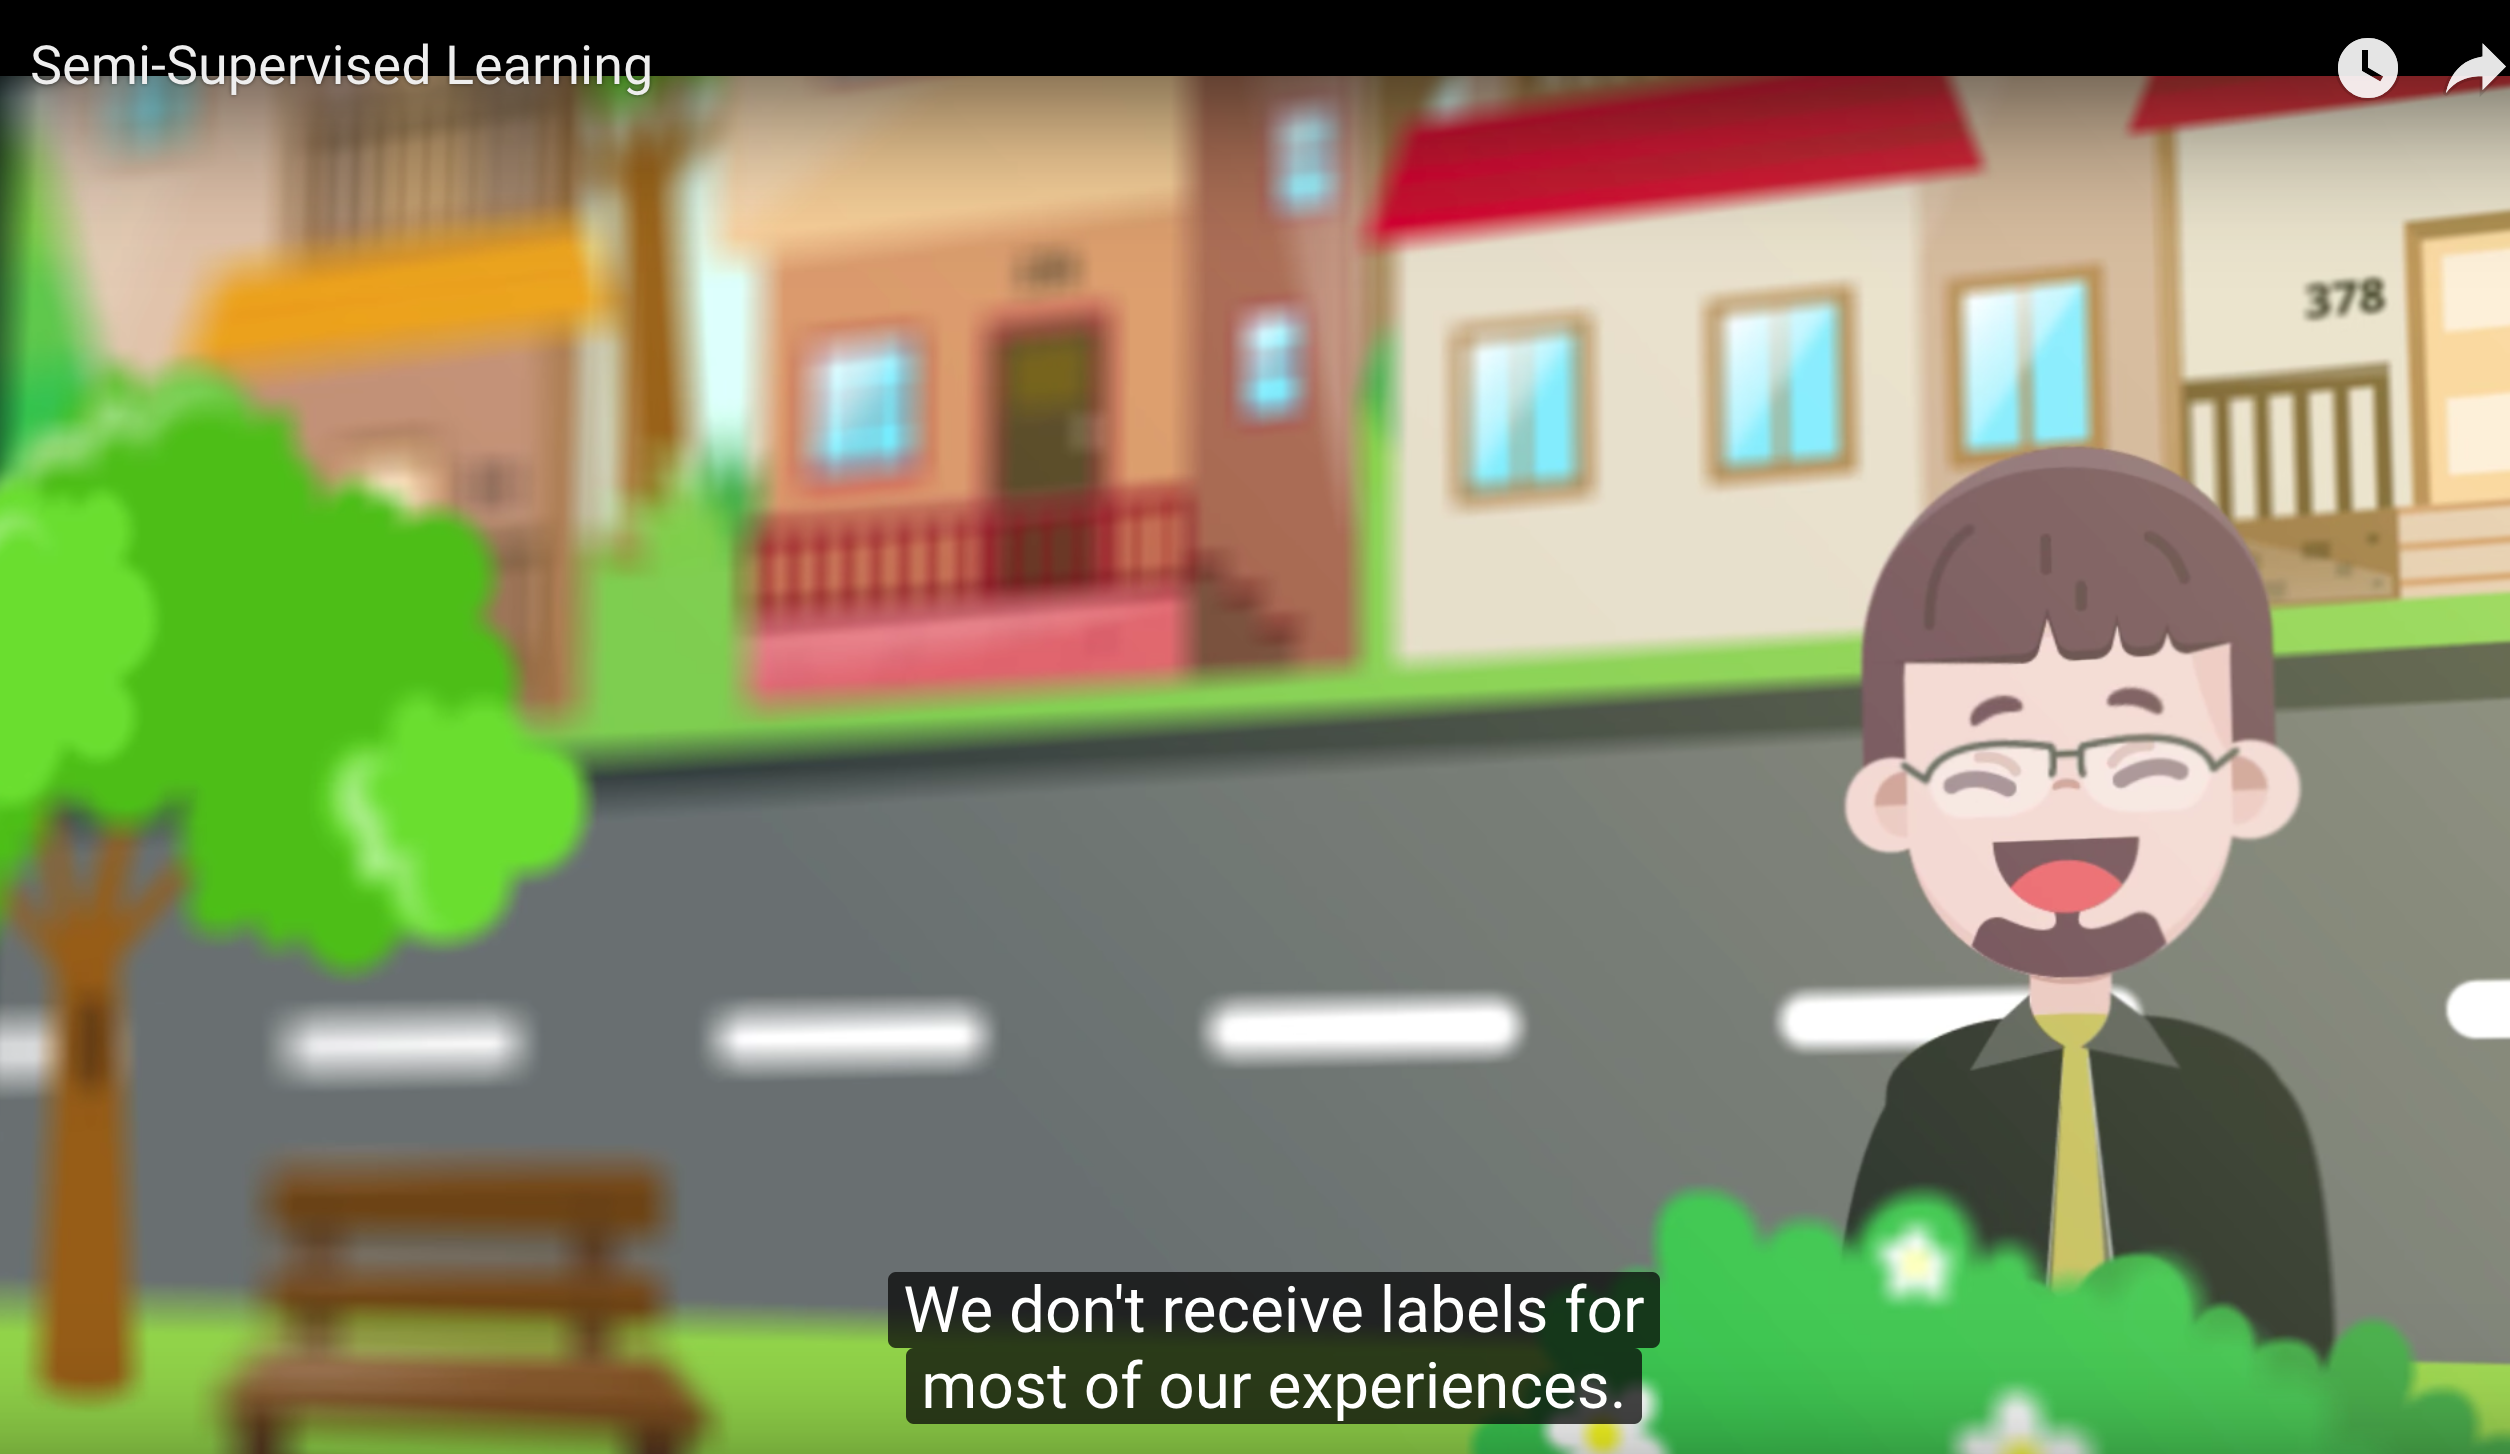 Semi-Supervised Learning
378
We don't receive labels for
most of our experiences.